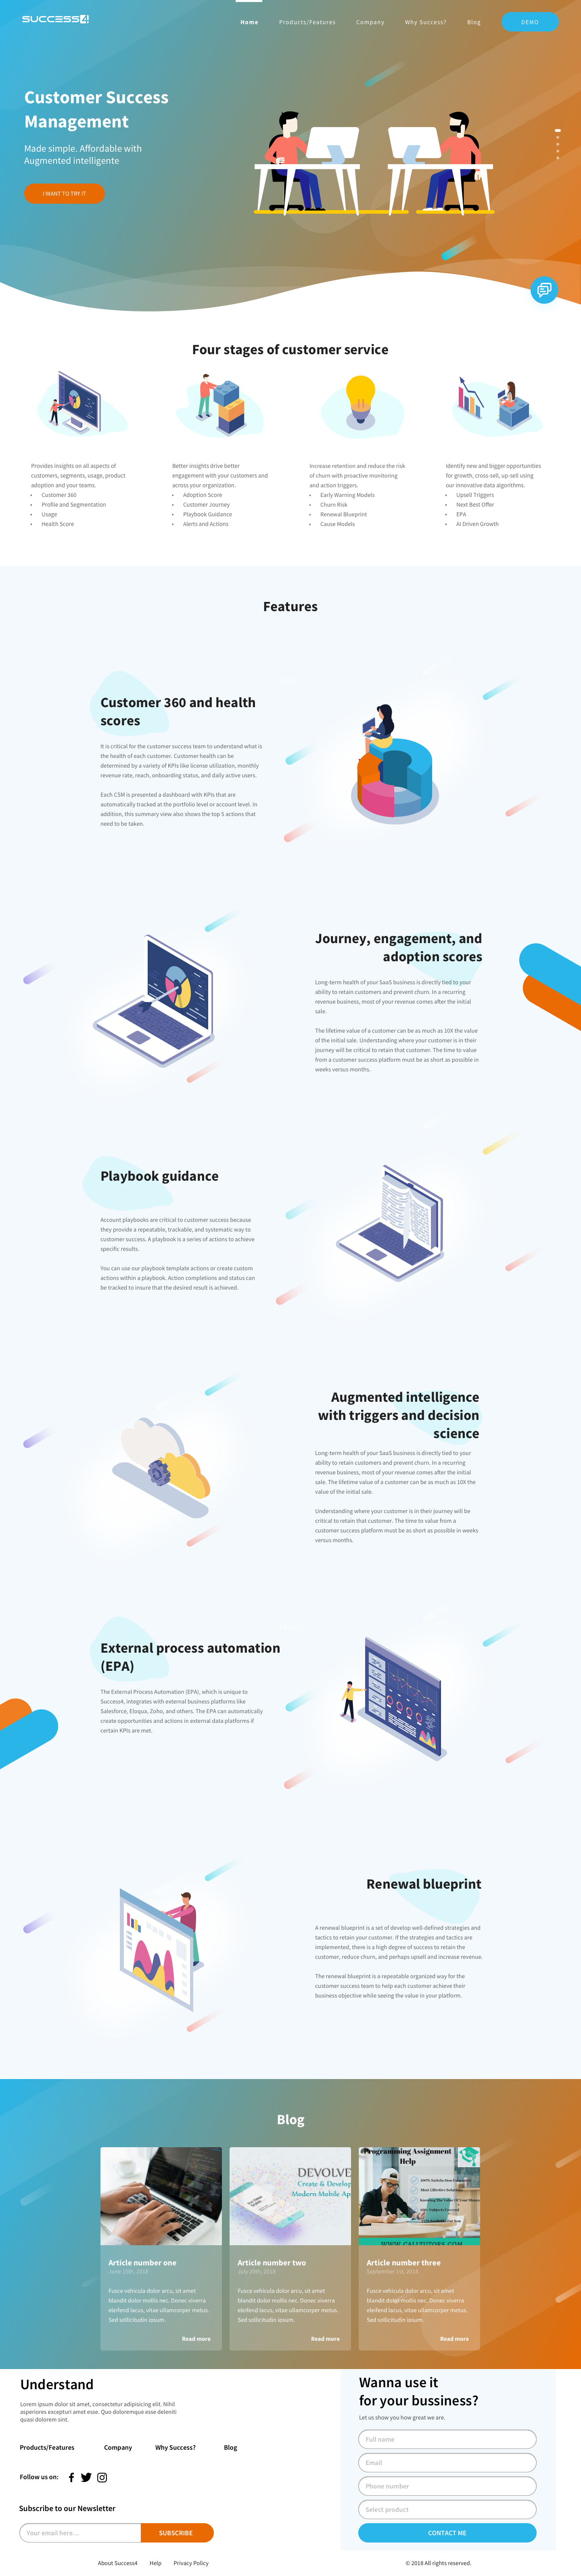 SUCCESS4!
Home Products/Features Company Why Success? Blog DEMO
Customer Success
Management
Made simple. Affordable with
Augmented intelligente
I WANT TO TRY IT
Four stages of customer service
Provides insights on all aspects of
customers, segments, usage, product
adoption and your teams.
• Customer 360
• Profile and Segmentation
• Usage
• Health Score
Better insights drive better
engagement with your customers and
across your organization.
• Adoption Score
• Customer Journey
• Playbook Guidance
• Alerts and Actions
Increase retention and reduce the risk
of churn with proactive monitoring
and action triggers.
• Early Warning Models
• Churn Risk
• Renewal Blueprint
• Cause Models
Identify new and bigger opportunities
for growth, cross-sell, up-sell using
our innovative data algorithms.
• Upsell Triggers
• Next Best Offer
• EPA
• AI Driven Growth
Features
Customer 360 and health
scores
It is critical for the customer success team to understand what is
the health of each customer. Customer health can be
determined by a variety of KPIs like license utilization, monthly
revenue rate, reach, onboarding status, and daily active users.
Each CSM is presented a dashboard with KPIs that are
automatically tracked at the portfolio level or account level. In
addition, this summary view also shows the top 5 actions that
need to be taken.
Journey, engagement, and
adoption scores
Long-term health of your SaaS business is directly tied to your
ability to retain customers and prevent churn. In a recurring
revenue business, most of your revenue comes after the initial
sale.
The lifetime value of a customer can be as much as 10X the value
of the initial sale. Understanding where your customer is in their
journey will be critical to retain that customer. The time to value
from a customer success platform must be as short as possible in
weeks versus months.
Playbook guidance
Account playbooks are critical to customer success because
they provide a repeatable, trackable, and systematic way to
customer success. A playbook is a series of actions to achieve
specific results.
You can use our playbook template actions or create custom
actions within a playbook. Action completions and status can
be tracked to insure that the desired result is achieved.
Augmented intelligence
with triggers and decision
science
Long-term health of your SaaS business is directly tied to your
ability to retain customers and prevent churn. In a recurring
revenue business, most of your revenue comes after the initial
sale. The lifetime value of a customer can be as much as 10X the
value of the initial sale.
Understanding where your customer is in their journey will be
critical to retain that customer. The time to value from a
customer success platform must be as short as possible in weeks
versus months.
External process automation
(EPA)
The External Process Automation (EPA), which is unique to
Success4, integrates with external business platforms like
Salesforce, Eloqua, Zoho, and others. The EPA can automatically
create opportunities and actions in external data platforms if
certain KPIs are met.
Renewal blueprint
A renewal blueprint is a set of develop well-defined strategies and
tactics to retain your customer. If the strategies and tactics are
implemented, there is a high degree of success to retain the
customer, reduce churn, and perhaps upsell and increase revenue.
The renewal blueprint is a repeatable organized way for the
customer success team to help each customer achieve their
business objective while seeing the value in your platform.
Blog
Article number one
June 15th, 2018
Fusce vehicula dolor arcu, sit amet
blandit dolor mollis nec. Donec viverra
eleifend lacus, vitae ullamcorper metus.
Sed sollicitudin ipsum.
Read more
DEVOLVE
Create & Develop
Modern Mobile Ap
Article number two
July 20th, 2018
Fusce vehicula dolor arcu, sit amet
blandit dolor mollis nec. Donec viverra
eleifend lacus, vitae ullamcorper metus.
Sed sollicitudin ipsum.
Read more
Programming Assignment
Help
WWW.CALLTUTORS.COM
Article number three
September 1st, 2018
Fusce vehicula dolor arcu, sit amet
blandit dolor mollis nec. Donec viverra
eleifend lacus, vitae ullamcorper metus.
Sed sollicitudin ipsum.
Read more
Understand
Lorem ipsum dolor sit amet, consectetur adipisicing elit. Nihil
asperiores excepturi amet esse. Quo doloremque esse deleniti
quasi dolorem sint.
Products/Features Company Why Success? Blog
Follow us on:
Subscribe to our Newsletter
Your email here…
SUBSCRIBE
About Success4 Help Privacy Policy
Wanna use it
for your bussiness?
Let us show you how great we are.
Full name
Email
Phone number
Select product
CONTACT ME
© 2018 All rights reserved.